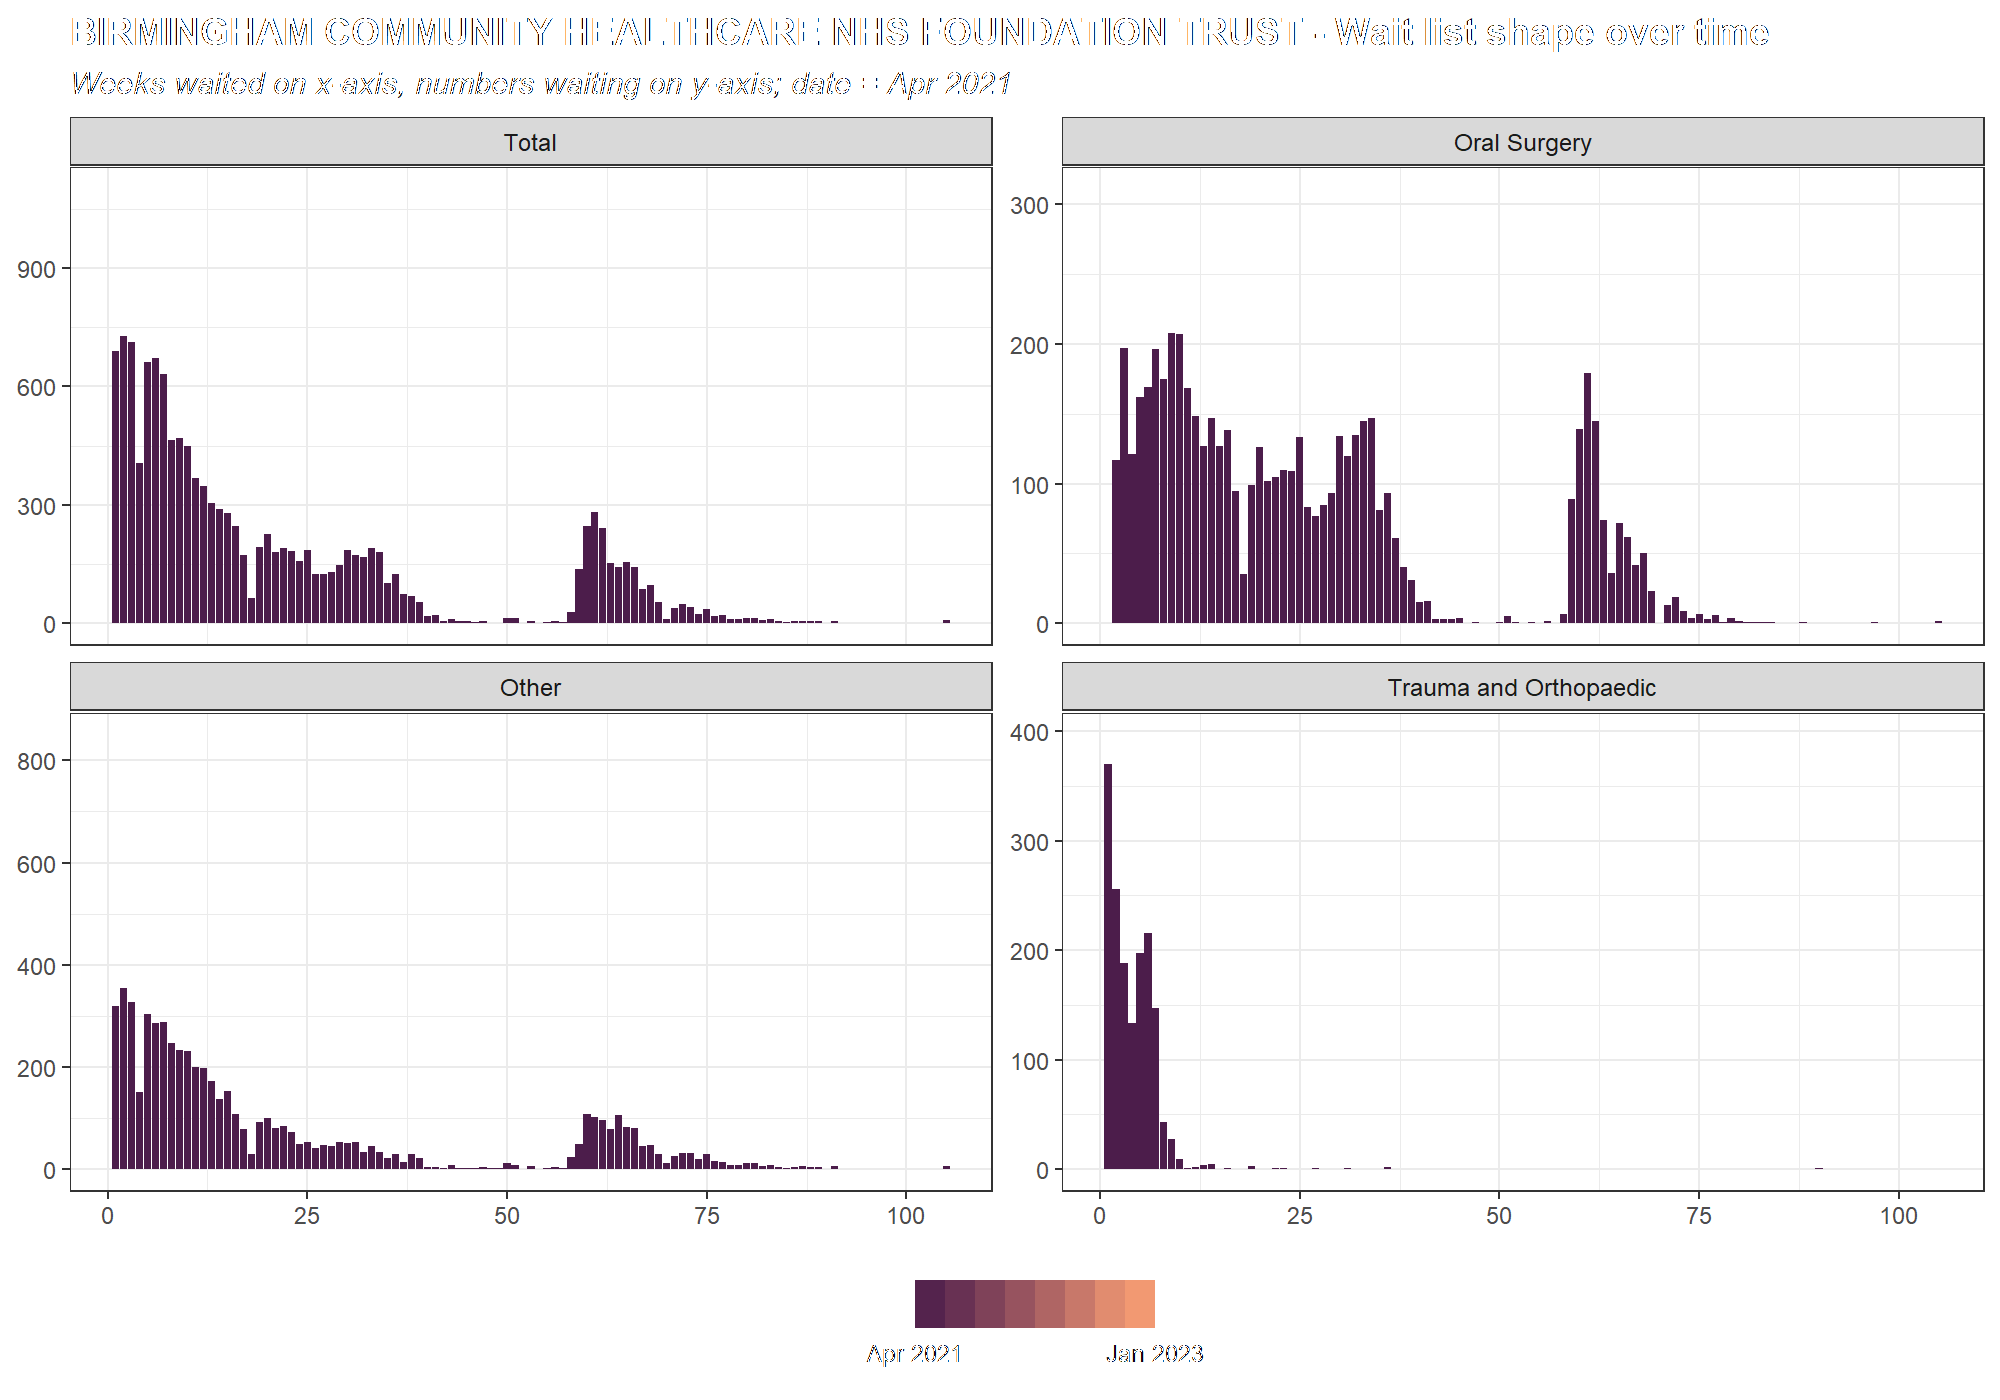 BIRMINGHAM COMMUNITY HEALTHCARE NHS FOUNDATION TRUST - Wait list shape over time
Weeks waited on x-axis, numbers waiting on y-axis; date = Apr 2021
Total
900
600
300
0
Oral Surgery
300
200
100
0
Other
800
600
400
200
0
0 25 50 75 100
Trauma and Orthopaedic
400
300
200
100
0
0 25 50 75 100
Apr 2021 Jan 2023